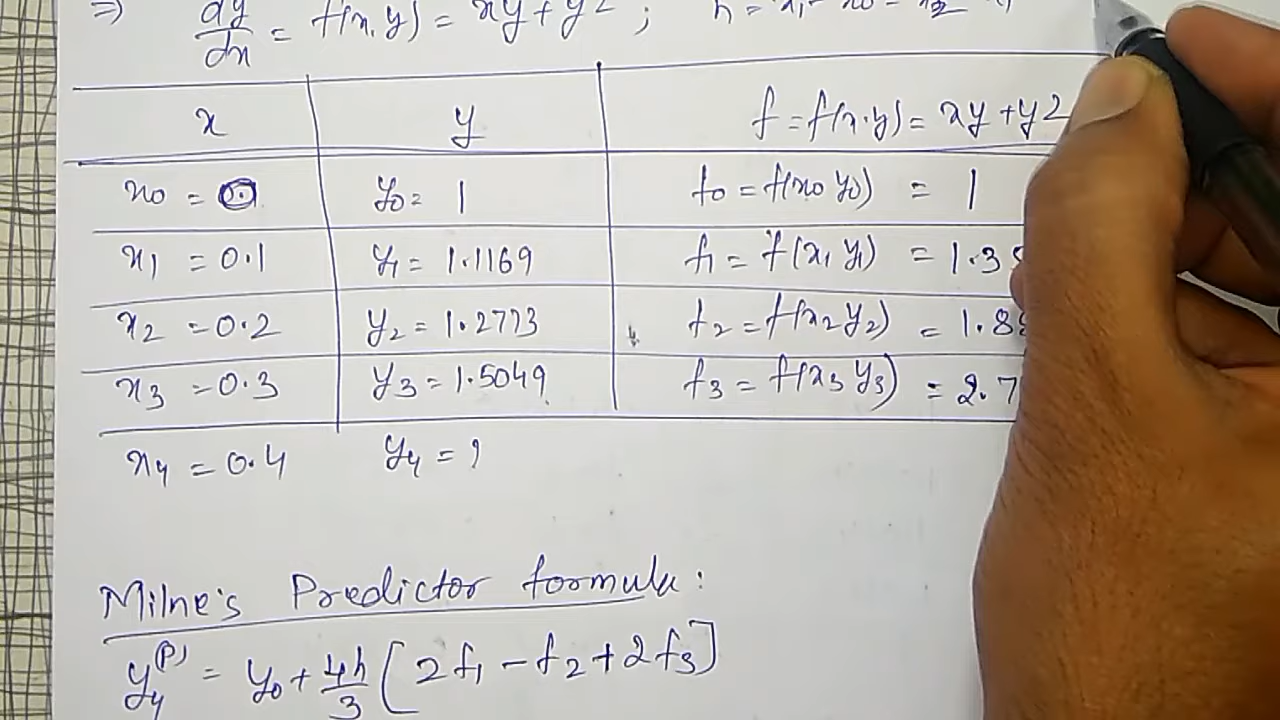 ⇒ dy/dx = f(x,y) = xy + y2 ; h =
x y f = f(x.y) = xy + y2
x0 = 0 y0 = 1 f0 = f(x0 y0) = 1
x1 = 0.1 y1 = 1.1169 f1 = f(x1 y1) = 1.3
x2 = 0.2 y2 = 1.2773 f2 = f(x2 y2) = 1.8
x3 = 0.3 y3 = 1.5049 f3 = f(x3 y3) = 2.7
x4 = 0.4 y4 = ?
Milne's Predictor formula :
y4(P) = y0 + 4h/3 [ 2f1 - f2 + 2f3 ]